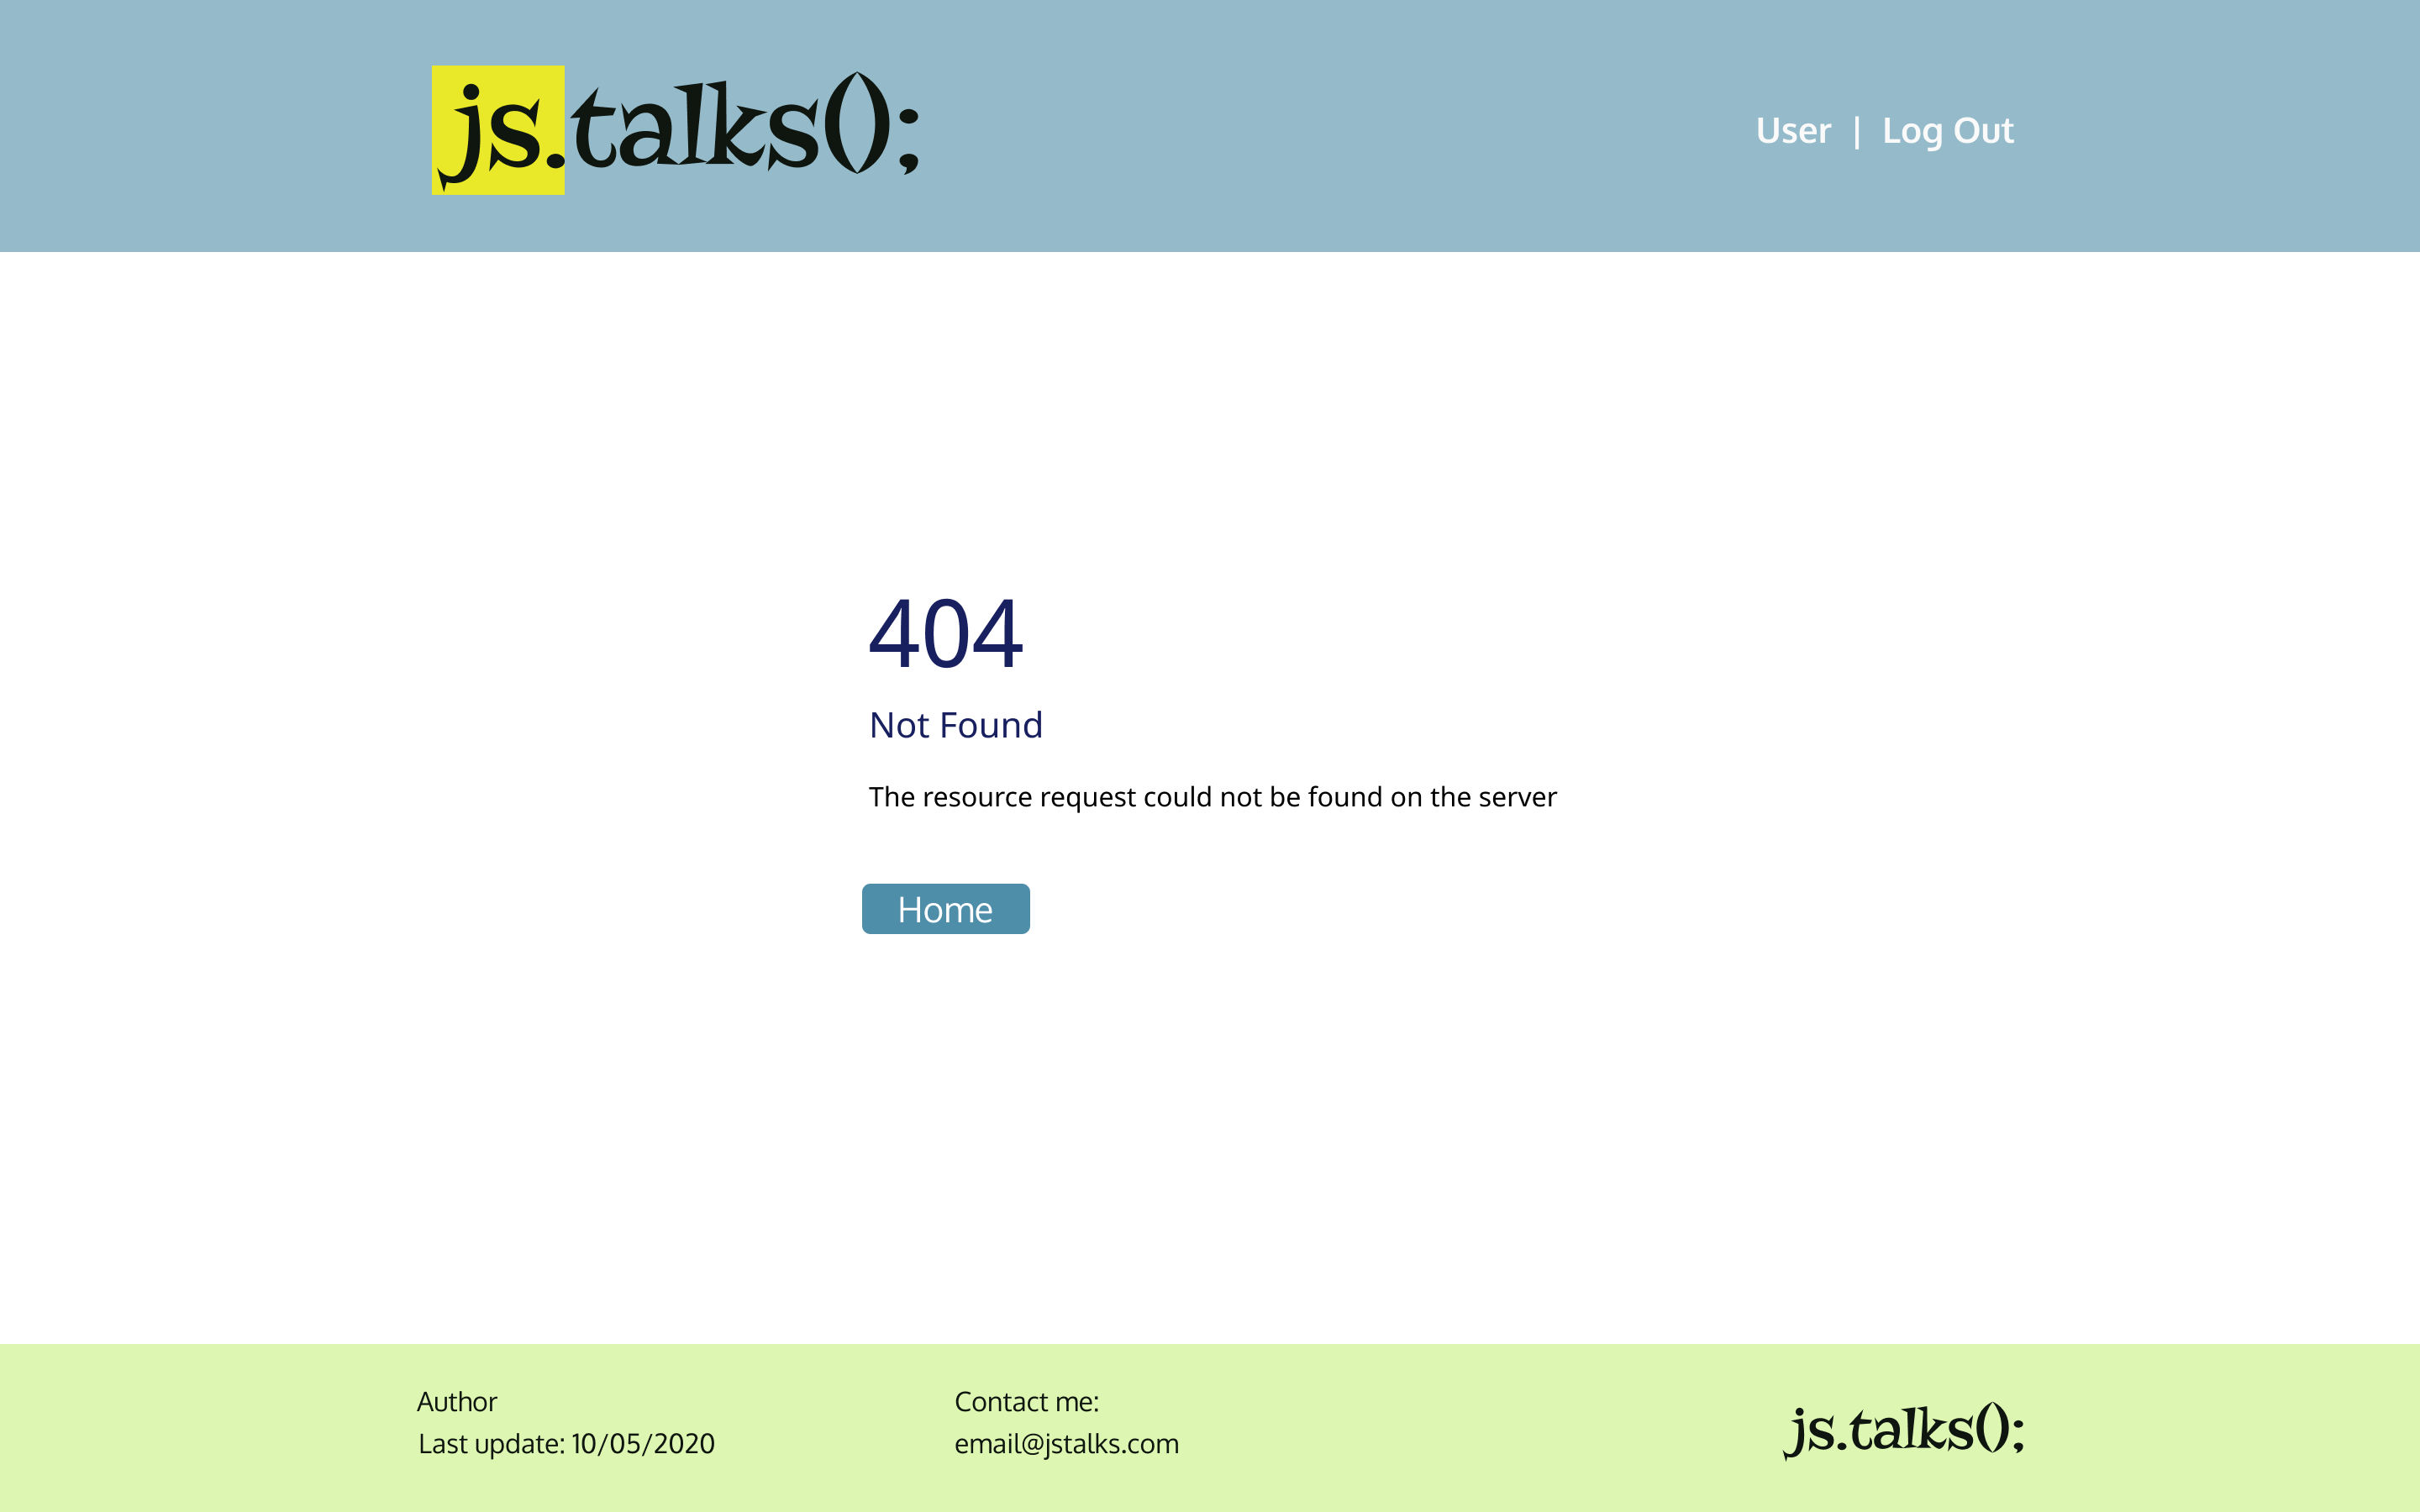 js.talks();
User | Log Out
404
Not Found
The resource request could not be found on the server
Home
Author
Last update: 10/05/2020
Contact me:
email@jstalks.com
js.talks();